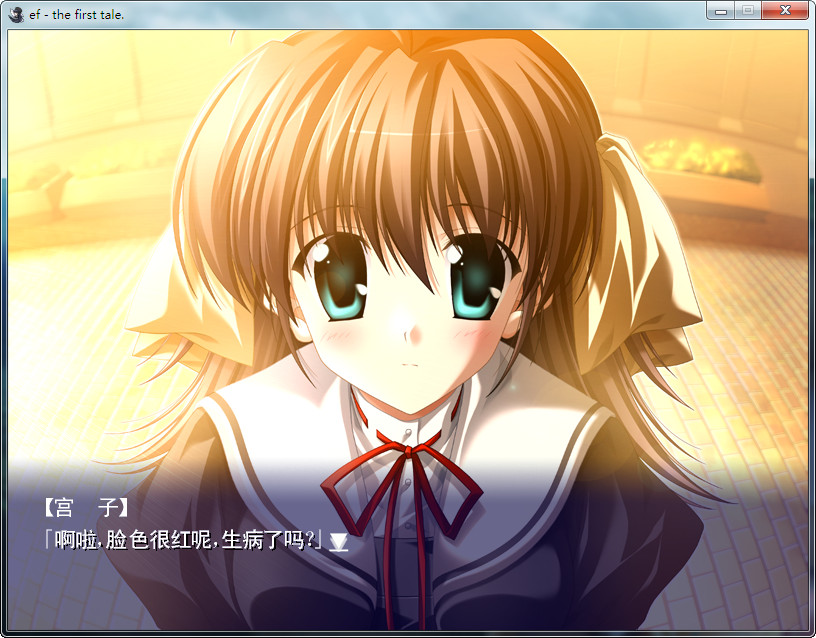 ef - the first tale.
【宫　子】
「啊啦,脸色很红呢,生病了吗?」